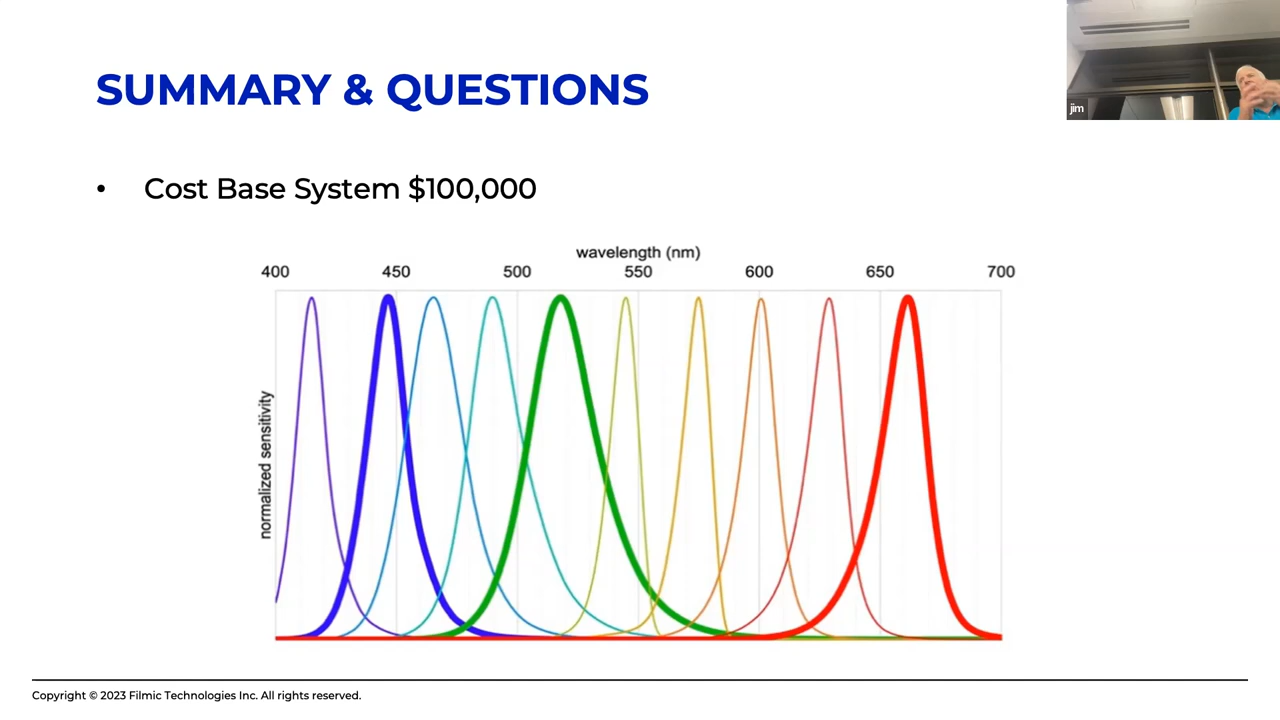 SUMMARY & QUESTIONS
jim
• Cost Base System $100,000
wavelength (nm)
400 450 500 550 600 650 700
normalized sensitivity
Copyright © 2023 Filmic Technologies Inc. All rights reserved.